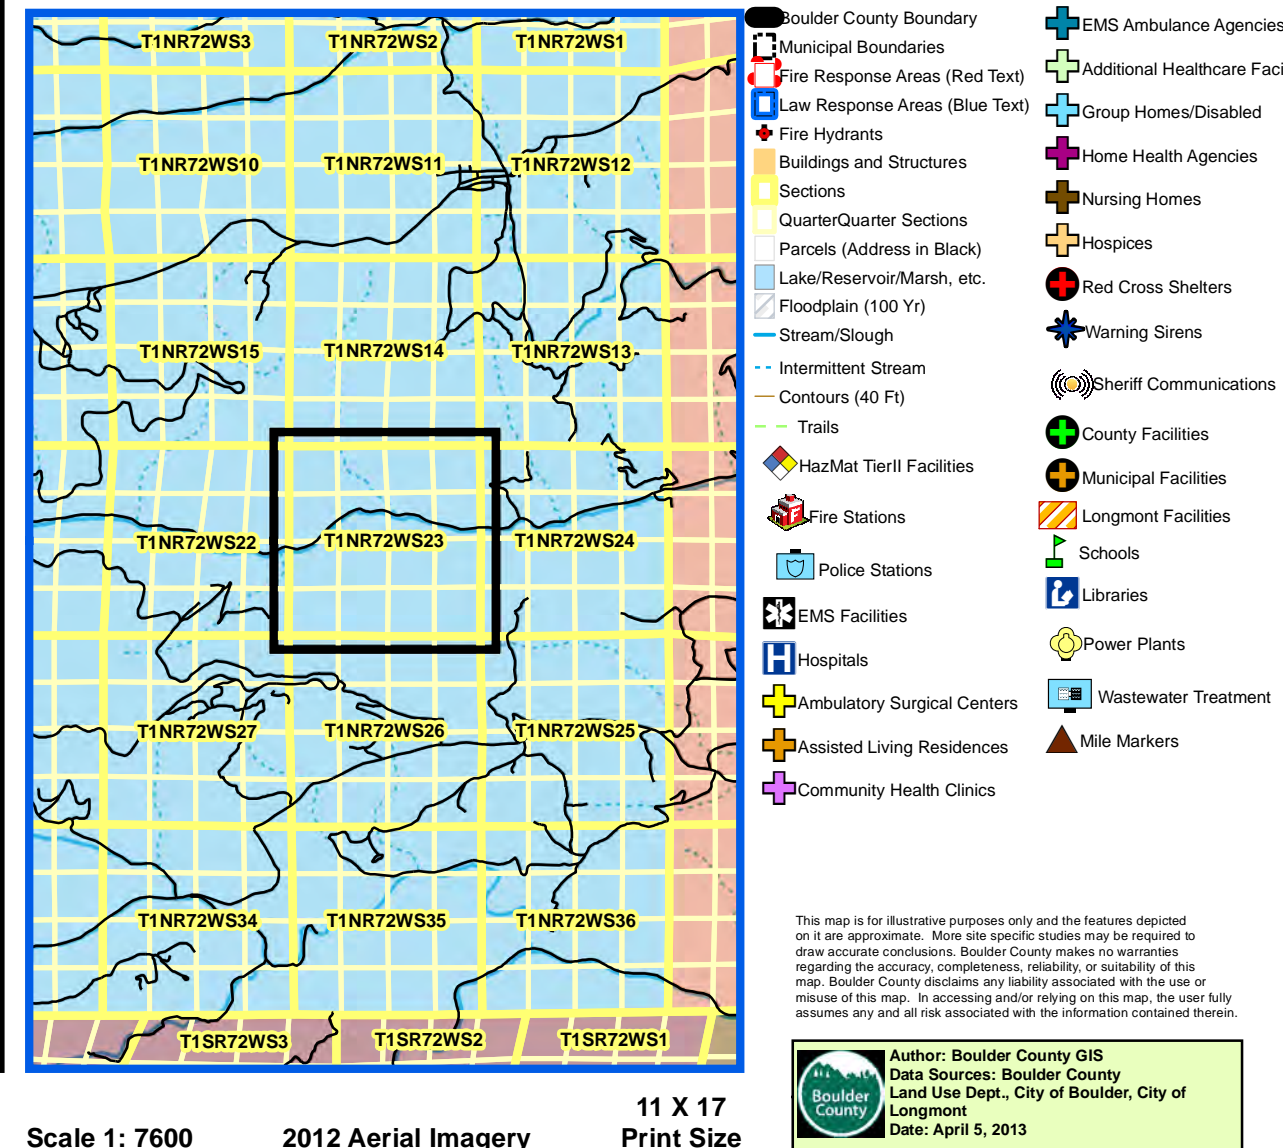 T1NR72WS3 T1NR72WS2 T1NR72WS1
T1NR72WS10 T1NR72WS11 T1NR72WS12
T1NR72WS15 T1NR72WS14 T1NR72WS13
T1NR72WS22 T1NR72WS23 T1NR72WS24
T1NR72WS27 T1NR72WS26 T1NR72WS25
T1NR72WS34 T1NR72WS35 T1NR72WS36
T1SR72WS3 T1SR72WS2 T1SR72WS1
Scale 1: 7600
2012 Aerial Imagery
11 X 17
Print Size
Boulder County Boundary
Municipal Boundaries
Fire Response Areas (Red Text)
Law Response Areas (Blue Text)
Fire Hydrants
Buildings and Structures
Sections
QuarterQuarter Sections
Parcels (Address in Black)
Lake/Reservoir/Marsh, etc.
Floodplain (100 Yr)
Stream/Slough
Intermittent Stream
Contours (40 Ft)
Trails
HazMat TierII Facilities
F
Fire Stations
Police Stations
EMS Facilities
H
Hospitals
Ambulatory Surgical Centers
Assisted Living Residences
Community Health Clinics
EMS Ambulance Agencies
Additional Healthcare Faci
Group Homes/Disabled
Home Health Agencies
Nursing Homes
Hospices
Red Cross Shelters
Warning Sirens
Sheriff Communications
County Facilities
Municipal Facilities
Longmont Facilities
Schools
Libraries
Power Plants
Wastewater Treatment
Mile Markers
This map is for illustrative purposes only and the features depicted
on it are approximate. More site specific studies may be required to
draw accurate conclusions. Boulder County makes no warranties
regarding the accuracy, completeness, reliability, or suitability of this
map. Boulder County disclaims any liability associated with the use or
misuse of this map. In accessing and/or relying on this map, the user fully
assumes any and all risk associated with the information contained therein.
Boulder
County
Author: Boulder County GIS
Data Sources: Boulder County
Land Use Dept., City of Boulder, City of
Longmont
Date: April 5, 2013